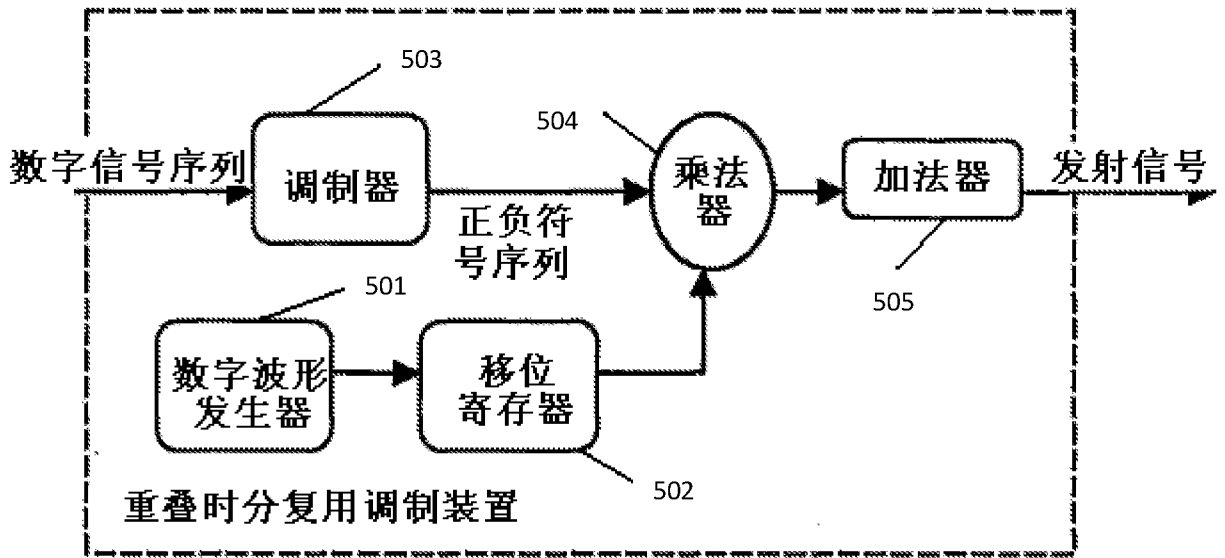 503
504
数字信号序列
调制器
乘法
器
加法器
发射信号
正负符
号序列
501
505
数字波形
发生器
移位
寄存器
502
重叠时分复用调制装置